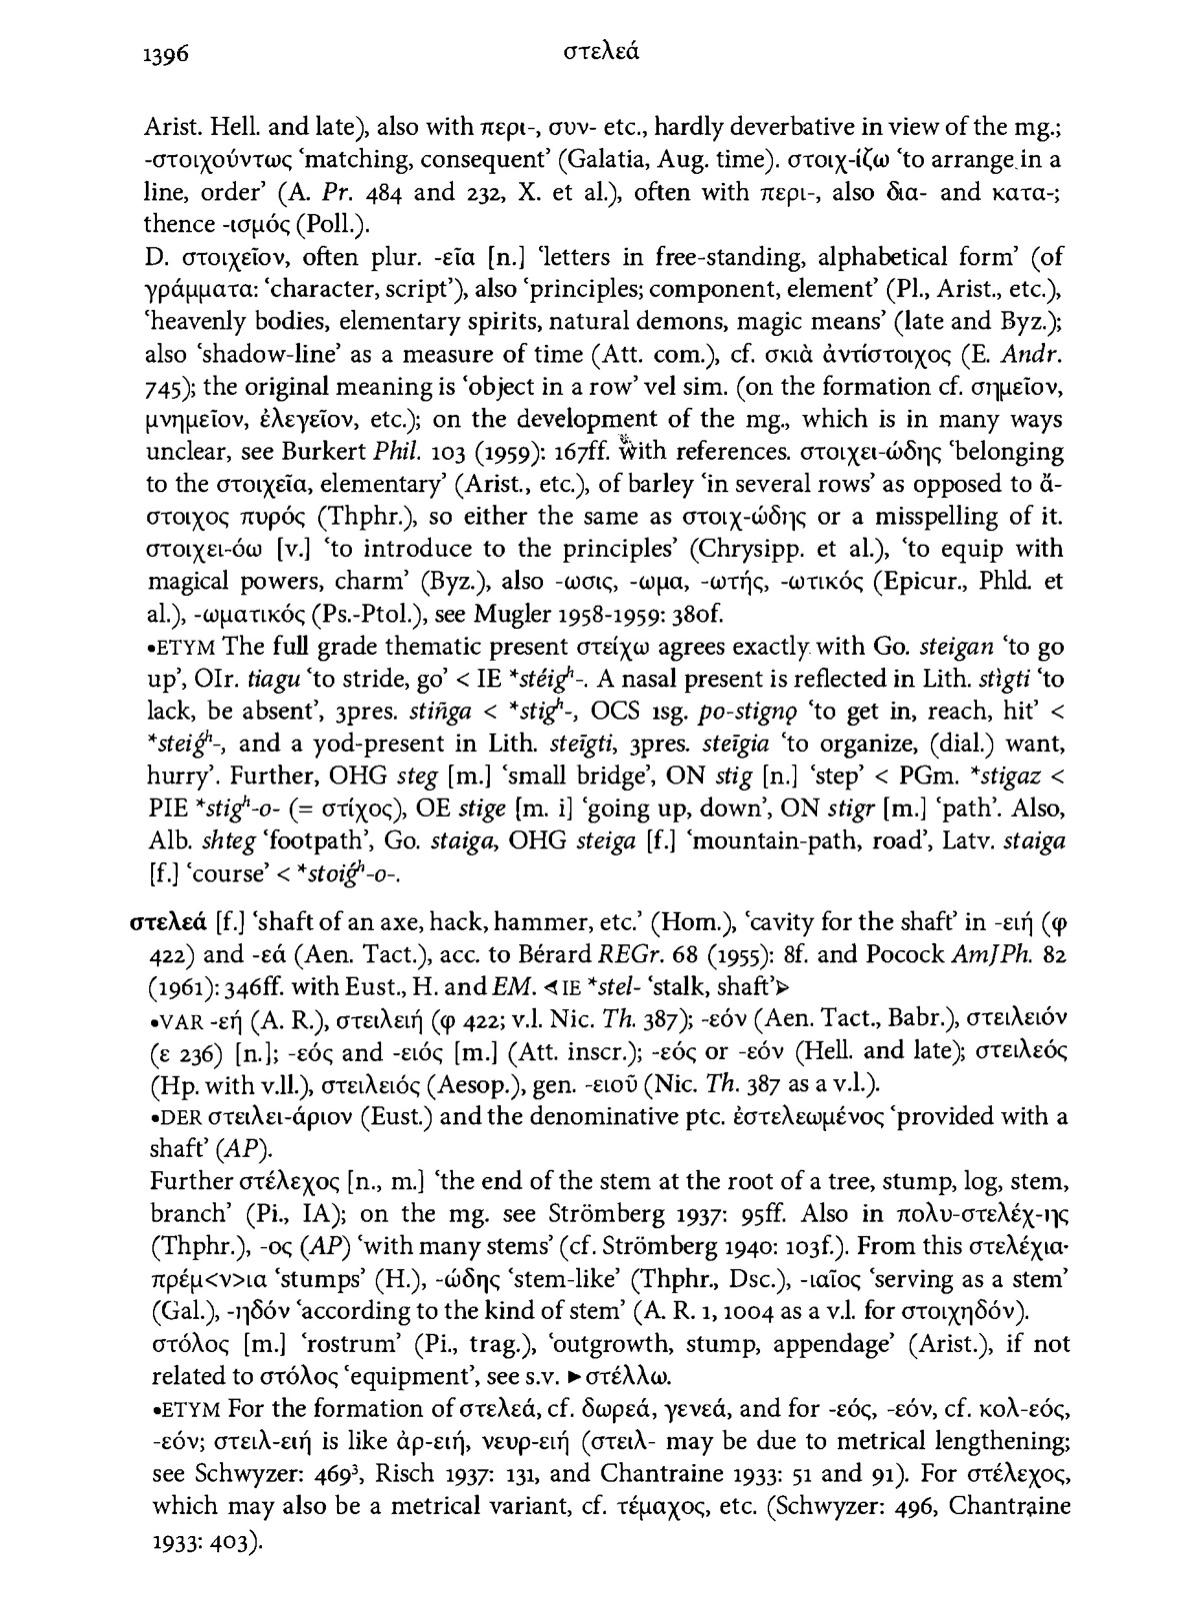 1396
στελεά
Arist. Hell. and late), also with περι-, συν- etc., hardly deverbative in view of the mg.;
-στοιχούντως ‘matching, consequent’ (Galatia, Aug. time). στοιχ-ίζω ‘to arrange in a
line, order’ (A. Pr. 484 and 232, X. et al.), often with περι-, also δια- and κατα-;
thence -ισμός (Poll.).
D. στοιχεῖον, often plur. -εῖα [n.] ‘letters in free-standing, alphabetical form’ (of
γράμματα: ‘character, script’), also ‘principles; component, element’ (Pl., Arist., etc.),
‘heavenly bodies, elementary spirits, natural demons, magic means’ (late and Byz.);
also ‘shadow-line’ as a measure of time (Att. com.), cf. σκιὰ ἀντίστοιχος (E. Andr.
745); the original meaning is ‘object in a row’ vel sim. (on the formation cf. σημεῖον,
μνημεῖον, ἐλεγεῖον, etc.); on the development of the mg., which is in many ways
unclear, see Burkert Phil. 103 (1959): 167ff. with references. στοιχει-ώδης ‘belonging
to the στοιχεῖα, elementary’ (Arist., etc.), of barley ‘in several rows’ as opposed to ἄ-
στοιχος πυρός (Thphr.), so either the same as στοιχ-ώδης or a misspelling of it.
στοιχει-όω [v.] ‘to introduce to the principles’ (Chrysipp. et al.), ‘to equip with
magical powers, charm’ (Byz.), also -ωσις, -ωμα, -ωτής, -ωτικός (Epicur., Phld. et
al.), -ωματικός (Ps.-Ptol.), see Mugler 1958-1959: 380f.
•ETYM The full grade thematic present στείχω agrees exactly with Go. steigan ‘to go
up’, OIr. tiagu ‘to stride, go’ < IE *stéigʰ-. A nasal present is reflected in Lith. stìgti ‘to
lack, be absent’, 3pres. stiñga < *stigʰ-, OCS 1sg. po-stignǫ ‘to get in, reach, hit’ <
*steiǵʰ-, and a yod-present in Lith. steĩgti, 3pres. steĩgia ‘to organize, (dial.) want,
hurry’. Further, OHG steg [m.] ‘small bridge’, ON stig [n.] ‘step’ < PGm. *stigaz <
PIE *stigʰ-o- (= στίχος), OE stige [m. i] ‘going up, down’, ON stigr [m.] ‘path’. Also,
Alb. shteg ‘footpath’, Go. staiga, OHG steiga [f.] ‘mountain-path, road’, Latv. staiga
[f.] ‘course’ < *stoiǵʰ-o-.
στελεά [f.] ‘shaft of an axe, hack, hammer, etc.’ (Hom.), ‘cavity for the shaft’ in -ειή (φ
422) and -εά (Aen. Tact.), acc. to Bérard REGr. 68 (1955): 8f. and Pocock AmJPh. 82
(1961): 346ff. with Eust., H. and EM. ◁ IE *stel- ‘stalk, shaft’▷
•VAR -εή (A. R.), στειλειή (φ 422; v.l. Nic. Th. 387); -εόν (Aen. Tact., Babr.), στειλειόν
(ε 236) [n.]; -εός and -ειός [m.] (Att. inscr.); -εός or -εόν (Hell. and late); στειλεός
(Hp. with v.ll.), στειλειός (Aesop.), gen. -ειοῦ (Nic. Th. 387 as a v.l.).
•DER στειλει-άριον (Eust.) and the denominative ptc. ἐστελεωμένος ‘provided with a
shaft’ (AP).
Further στέλεχος [n., m.] ‘the end of the stem at the root of a tree, stump, log, stem,
branch’ (Pi., IA); on the mg. see Strömberg 1937: 95ff. Also in πολυ-στελέχ-ης
(Thphr.), -ος (AP) ‘with many stems’ (cf. Strömberg 1940: 103f.). From this στελέχια·
πρέμ<ν>ια ‘stumps’ (H.), -ώδης ‘stem-like’ (Thphr., Dsc.), -ιαῖος ‘serving as a stem’
(Gal.), -ηδόν ‘according to the kind of stem’ (A. R. 1, 1004 as a v.l. for στοιχηδόν).
στόλος [m.] ‘rostrum’ (Pi., trag.), ‘outgrowth, stump, appendage’ (Arist.), if not
related to στόλος ‘equipment’, see s.v. ▶ στέλλω.
•ETYM For the formation of στελεά, cf. δωρεά, γενεά, and for -εός, -εόν, cf. κολ-εός,
-εόν; στειλ-ειή is like ἀρ-ειή, νευρ-ειή (στειλ- may be due to metrical lengthening;
see Schwyzer: 469³, Risch 1937: 131, and Chantraine 1933: 51 and 91). For στέλεχος,
which may also be a metrical variant, cf. τέμαχος, etc. (Schwyzer: 496, Chantraine
1933: 403).